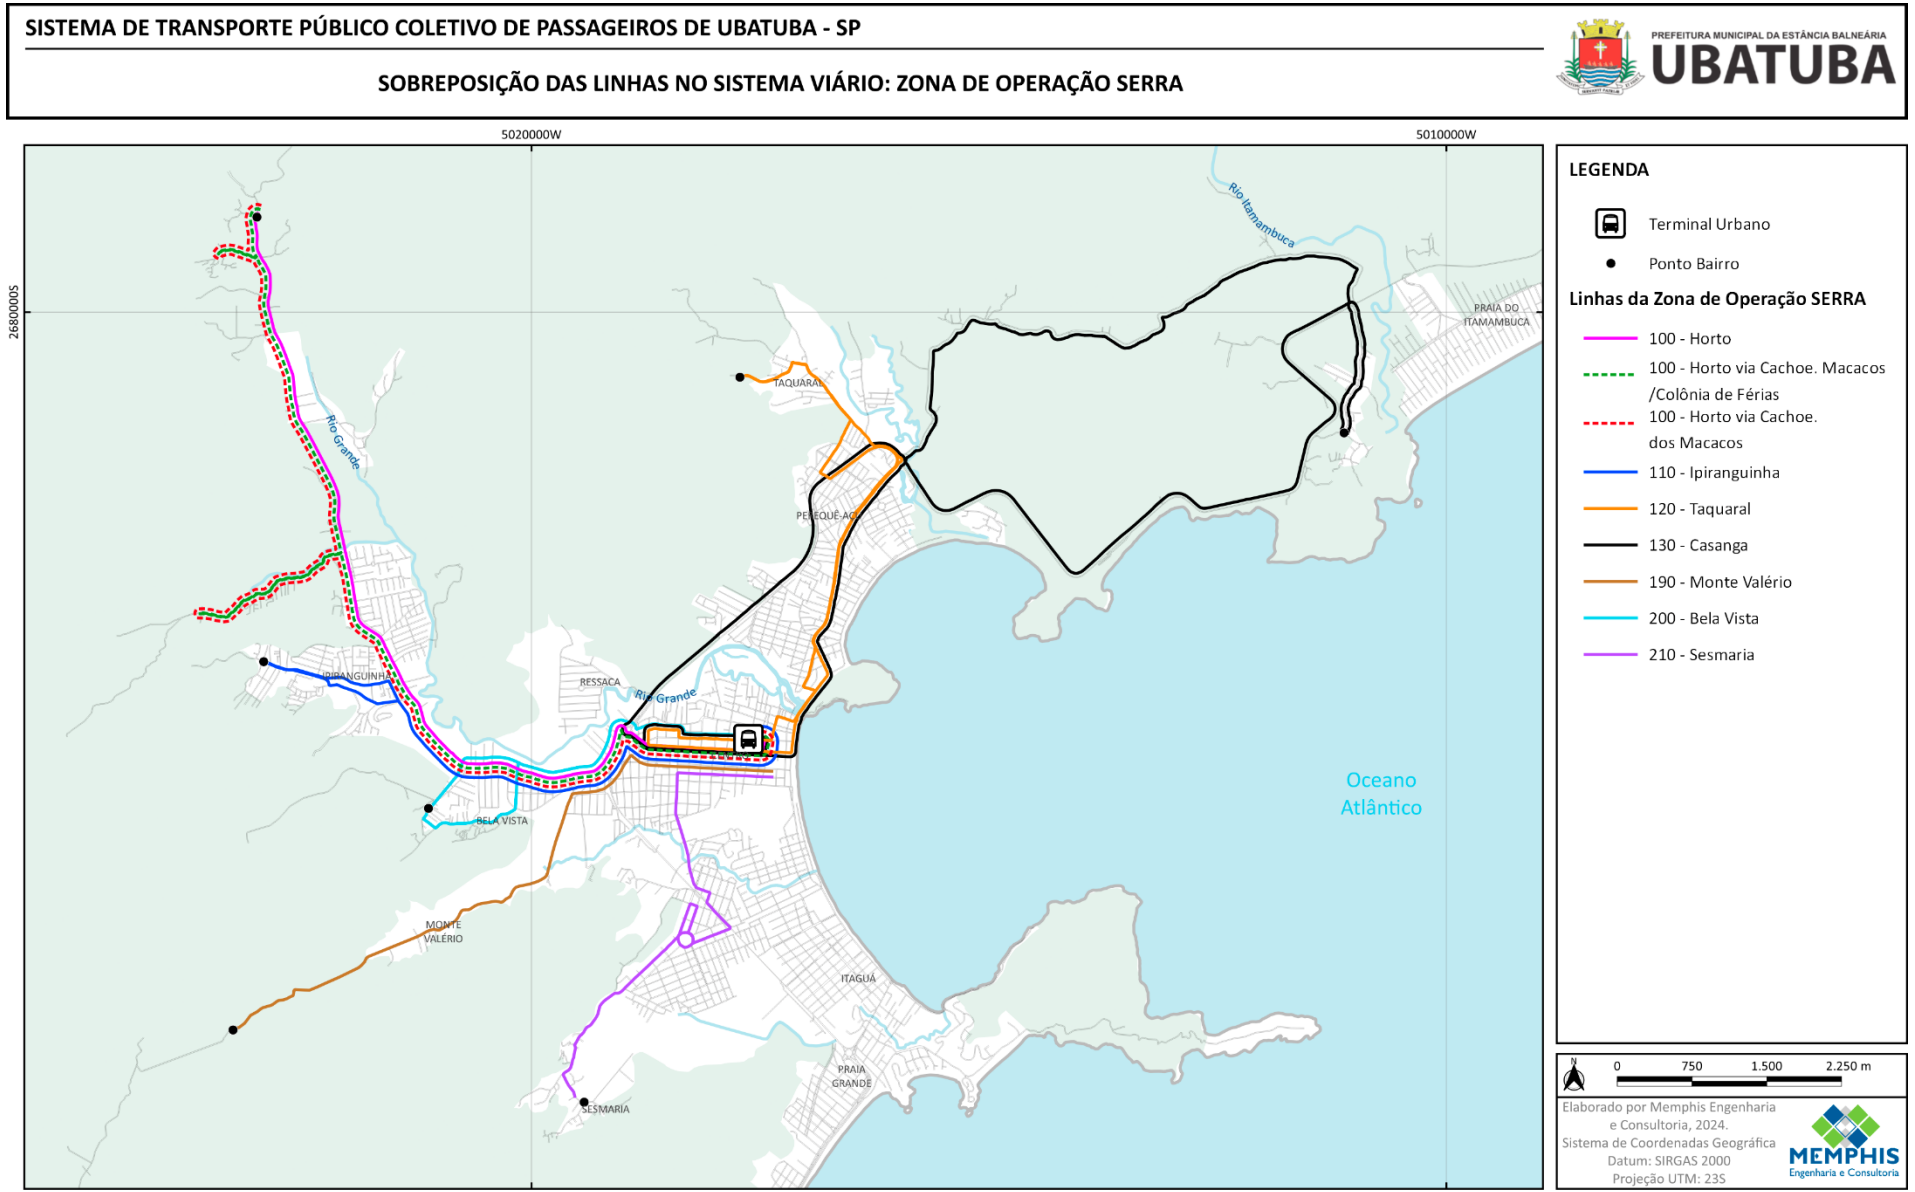 SISTEMA DE TRANSPORTE PÚBLICO COLETIVO DE PASSAGEIROS DE UBATUBA - SP
SOBREPOSIÇÃO DAS LINHAS NO SISTEMA VIÁRIO: ZONA DE OPERAÇÃO SERRA
PREFEITURA MUNICIPAL DA ESTÂNCIA BALNEÁRIA
UBATUBA
5020000W
5010000W
2680000S
Rio Itamambuca
PRAIA DO
ITAMAMBUCA
TAQUARAL
Rio Grande
PEREQUÊ-AÇU
IPIRANGUINHA
RESSACA
Rio Grande
BELA VISTA
Oceano
Atlântico
MONTE
VALÉRIO
ITAGUÁ
PRAIA
GRANDE
SESMARIA
LEGENDA
Terminal Urbano
Ponto Bairro
Linhas da Zona de Operação SERRA
100 - Horto
100 - Horto via Cachoe. Macacos
/Colônia de Férias
100 - Horto via Cachoe.
dos Macacos
110 - Ipiranguinha
120 - Taquaral
130 - Casanga
190 - Monte Valério
200 - Bela Vista
210 - Sesmaria
N
0 750 1.500 2.250 m
Elaborado por Memphis Engenharia
e Consultoria, 2024.
Sistema de Coordenadas Geográfica
Datum: SIRGAS 2000
Projeção UTM: 23S
MEMPHIS
Engenharia e Consultoria